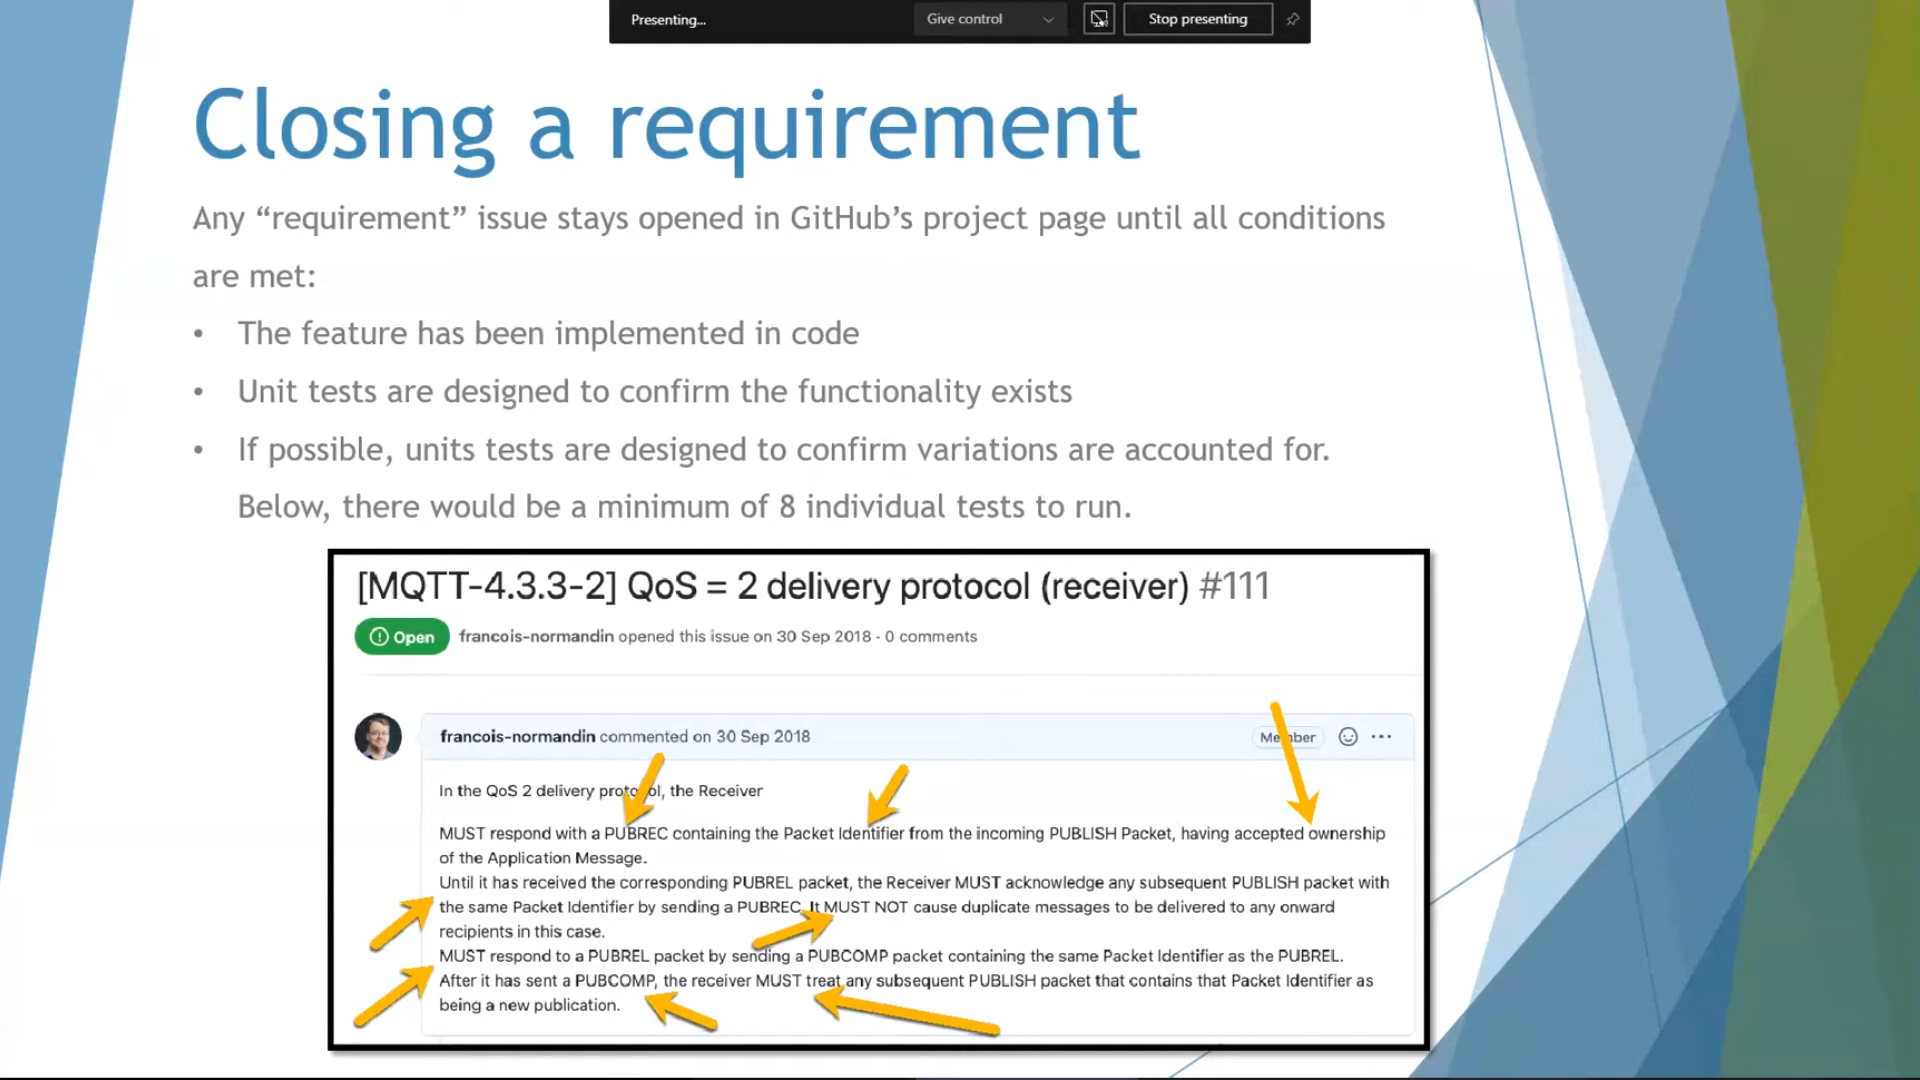 Presenting...
Give control
Stop presenting
Closing a requirement
Any “requirement” issue stays opened in GitHub’s project page until all conditions
are met:
• The feature has been implemented in code
• Unit tests are designed to confirm the functionality exists
• If possible, units tests are designed to confirm variations are accounted for.
Below, there would be a minimum of 8 individual tests to run.
[MQTT-4.3.3-2] QoS = 2 delivery protocol (receiver) #111
Open francois-normandin opened this issue on 30 Sep 2018 · 0 comments
francois-normandin commented on 30 Sep 2018 Member ...
In the QoS 2 delivery protocol, the Receiver
MUST respond with a PUBREC containing the Packet Identifier from the incoming PUBLISH Packet, having accepted ownership
of the Application Message.
Until it has received the corresponding PUBREL packet, the Receiver MUST acknowledge any subsequent PUBLISH packet with
the same Packet Identifier by sending a PUBREC. It MUST NOT cause duplicate messages to be delivered to any onward
recipients in this case.
MUST respond to a PUBREL packet by sending a PUBCOMP packet containing the same Packet Identifier as the PUBREL.
After it has sent a PUBCOMP, the receiver MUST treat any subsequent PUBLISH packet that contains that Packet Identifier as
being a new publication.